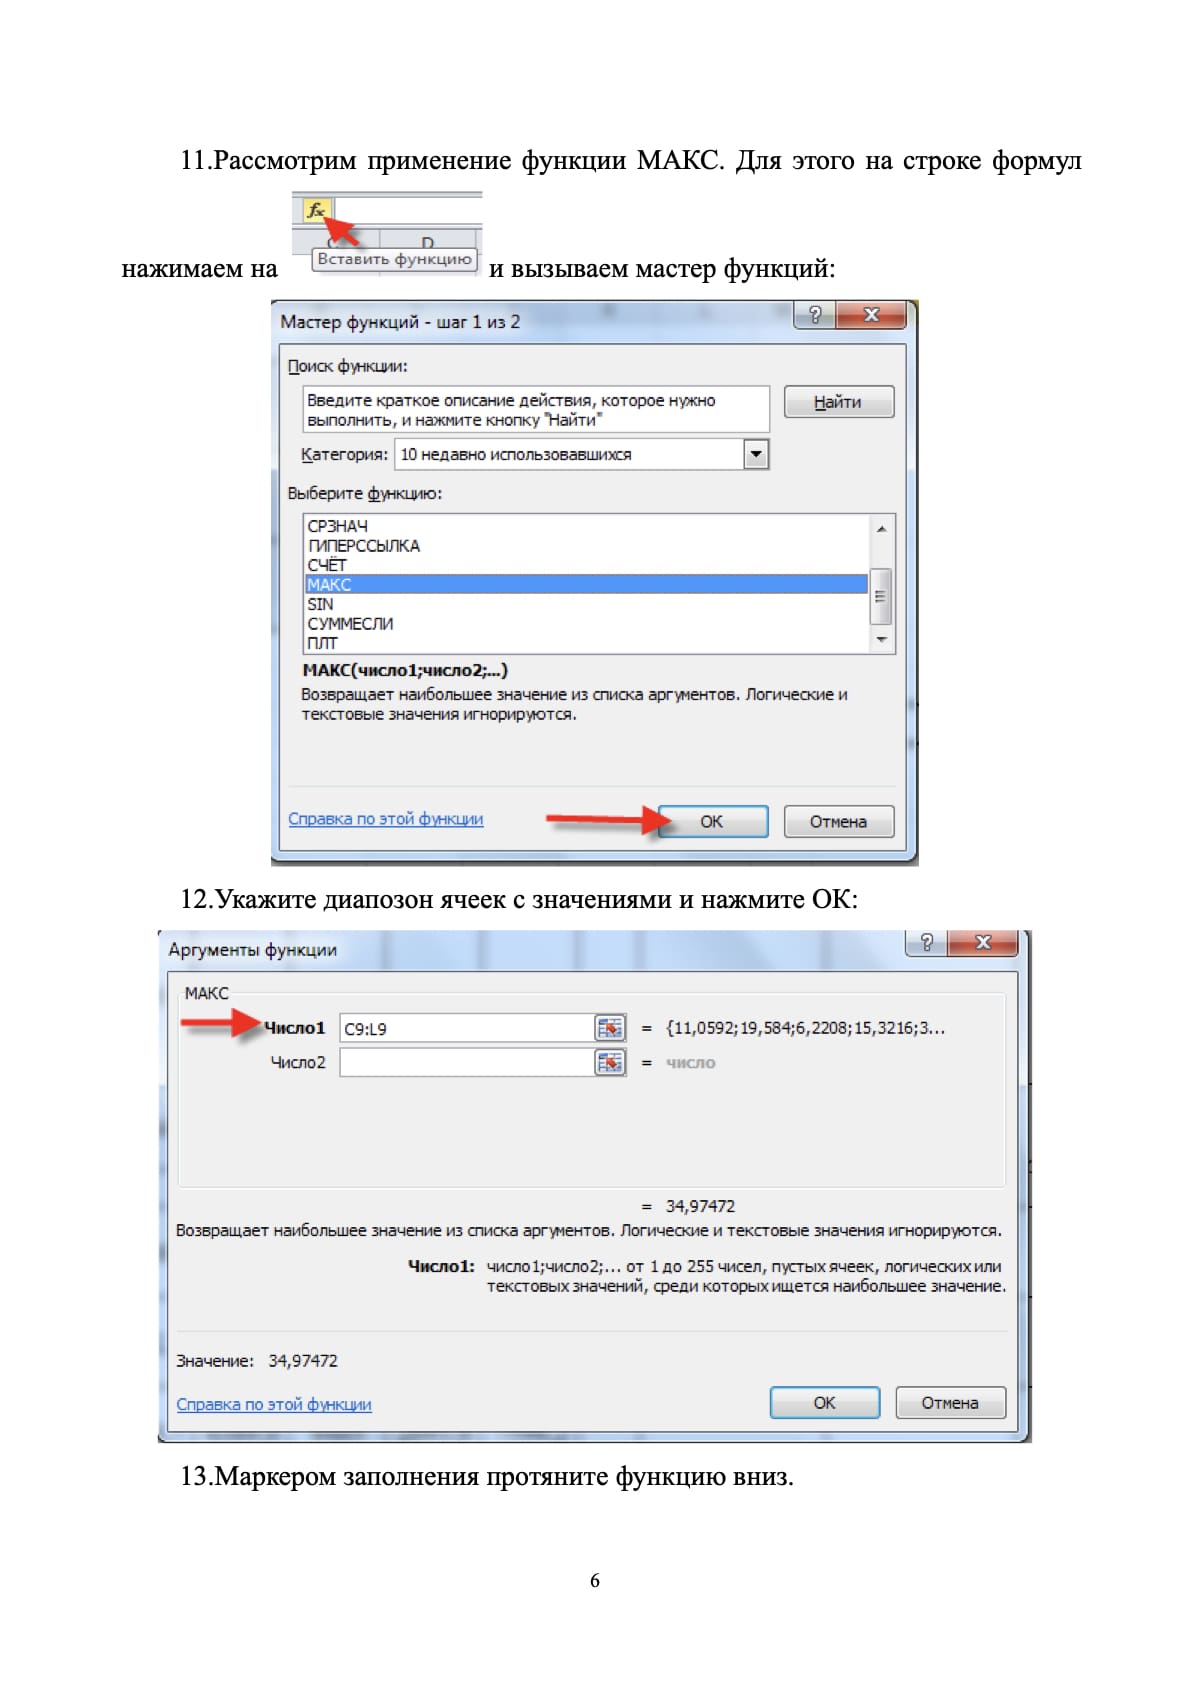 11.Рассмотрим применение функции МАКС. Для этого на строке формул
fx
C D
Вставить функцию
нажимаем на и вызываем мастер функций:
Мастер функций - шаг 1 из 2
Поиск функции:
Введите краткое описание действия, которое нужно
выполнить, и нажмите кнопку "Найти"
Найти
Категория: 10 недавно использовавшихся
Выберите функцию:
СРЗНАЧ
ГИПЕРССЫЛКА
СЧЁТ
МАКС
SIN
СУММЕСЛИ
ПЛТ
МАКС(число1;число2;...)
Возвращает наибольшее значение из списка аргументов. Логические и
текстовые значения игнорируются.
Справка по этой функции
ОК Отмена
12.Укажите диапозон ячеек с значениями и нажмите ОК:
Аргументы функции
МАКС
Число1 C9:L9 = {11,0592;19,584;6,2208;15,3216;3...
Число2 = число
= 34,97472
Возвращает наибольшее значение из списка аргументов. Логические и текстовые значения игнорируются.
Число1: число1;число2;... от 1 до 255 чисел, пустых ячеек, логических или
текстовых значений, среди которых ищется наибольшее значение.
Значение: 34,97472
Справка по этой функции
ОК Отмена
13.Маркером заполнения протяните функцию вниз.
6